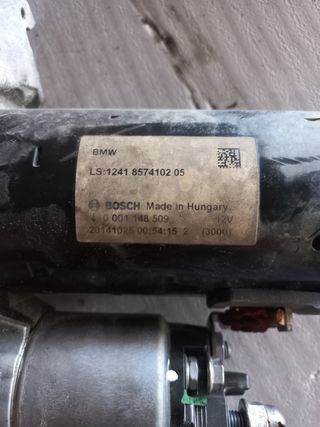 BMW
LS:1241 8574102 05
BOSCH Made in Hungary
0 001 148 509 12V
20141025 00:54:15 2 (3000)